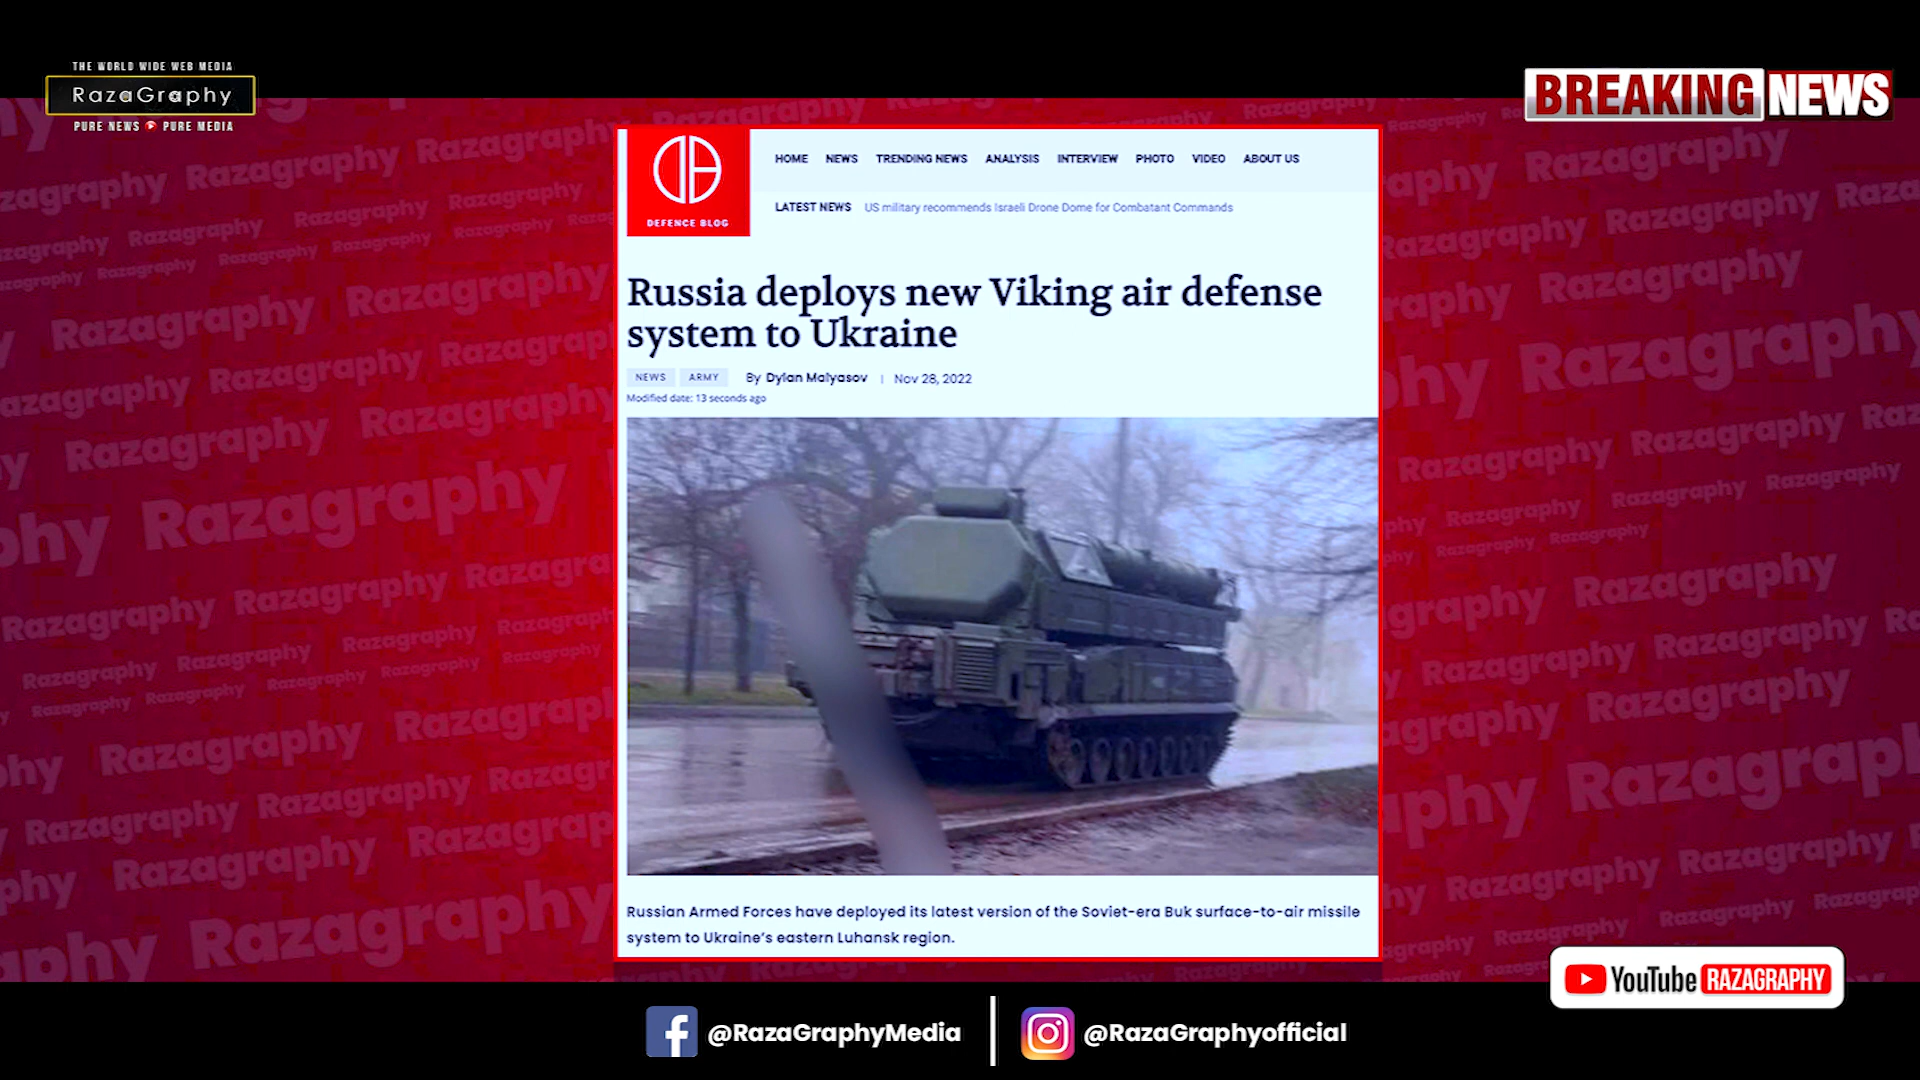 THE WORLD WIDE WEB MEDIA
RazaGraphy
PURE NEWS PURE MEDIA
BREAKING NEWS
DEFENCE BLOG
HOME NEWS TRENDING NEWS ANALYSIS INTERVIEW PHOTO VIDEO ABOUT US
LATEST NEWS US military recommends Israeli Drone Dome for Combatant Commands
Russia deploys new Viking air defense
system to Ukraine
NEWS ARMY By Dylan Malyasov | Nov 28, 2022
Modified date: 13 seconds ago
Russian Armed Forces have deployed its latest version of the Soviet-era Buk surface-to-air missile
system to Ukraine's eastern Luhansk region.
YouTube RAZAGRAPHY
@RazaGraphyMedia
@RazaGraphyofficial